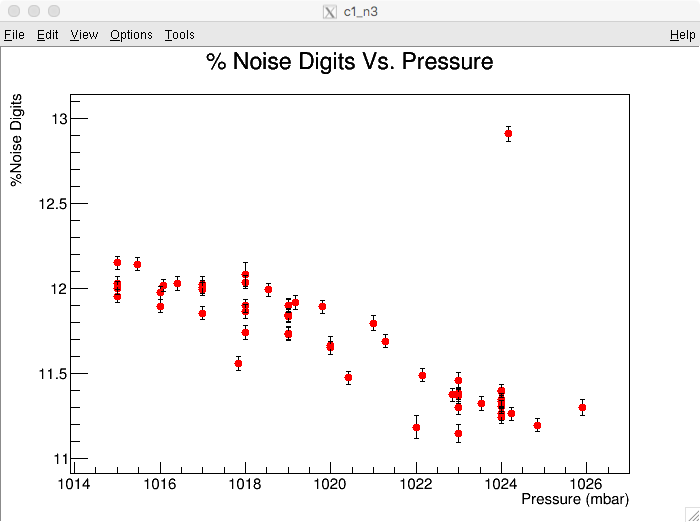 c1_n3
File Edit View Options Tools Help
% Noise Digits Vs. Pressure
%Noise Digits
13
12.5
12
11.5
11
1014 1016 1018 1020 1022 1024 1026
Pressure (mbar)